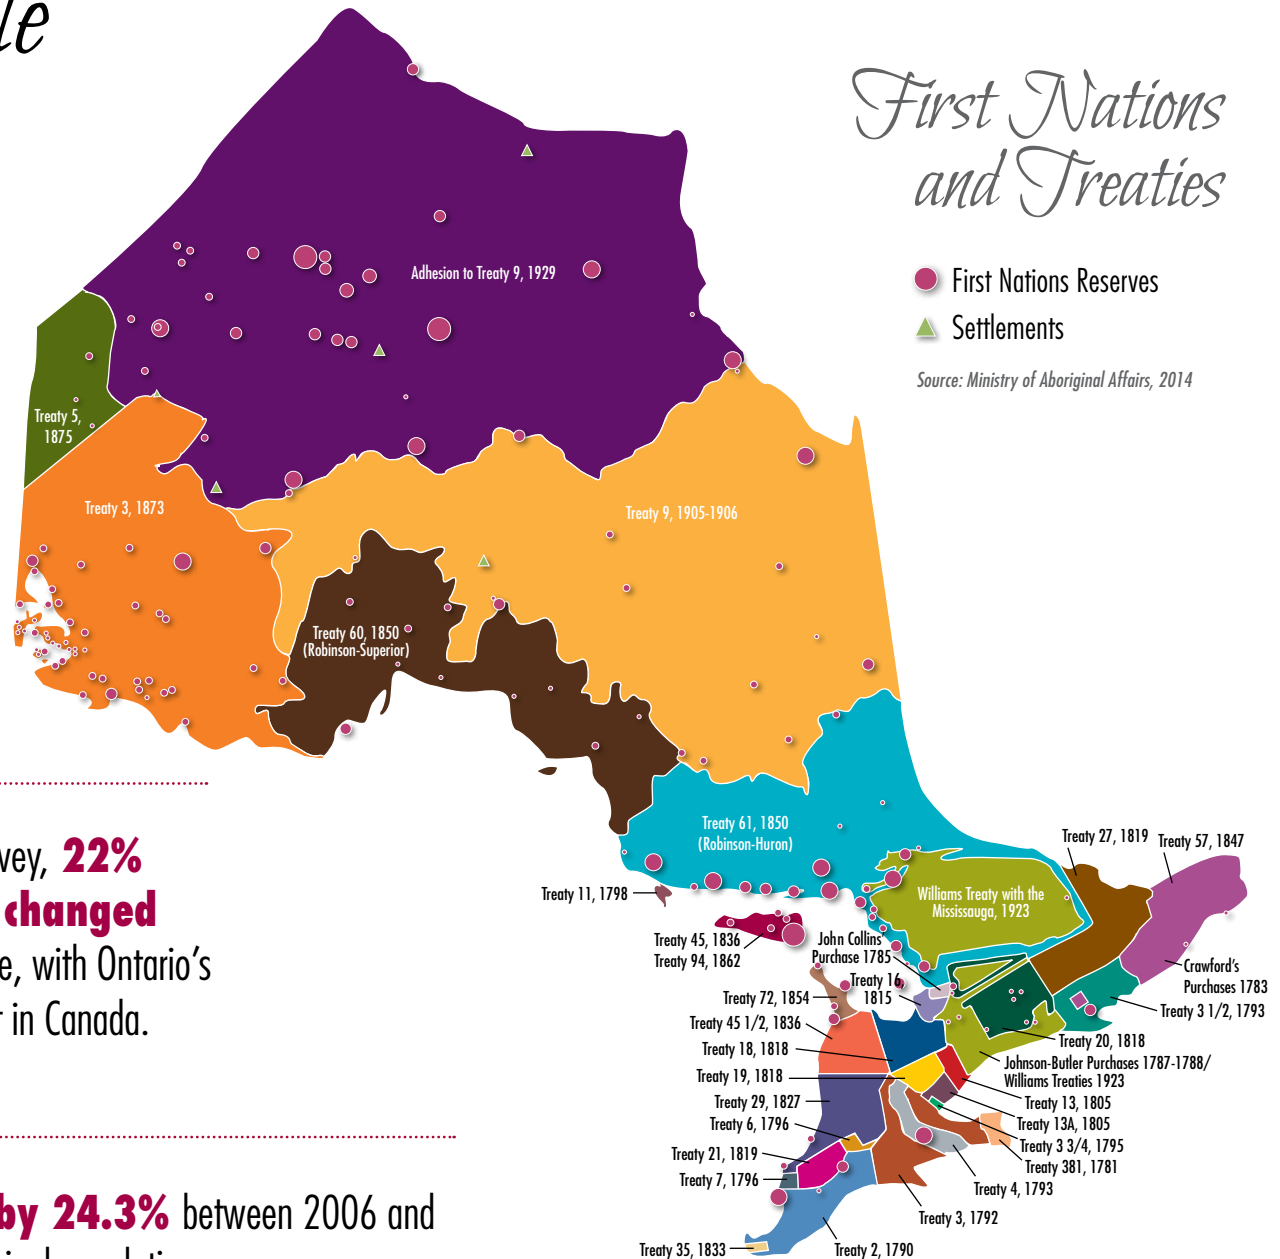 First Nations
and Treaties
First Nations Reserves
Settlements
Source: Ministry of Aboriginal Affairs, 2014
Adhesion to Treaty 9, 1929
Treaty 5,
1875
Treaty 3, 1873
Treaty 9, 1905-1906
Treaty 60, 1850
(Robinson-Superior)
Treaty 61, 1850
(Robinson-Huron)
vey, 22%
changed
e, with Ontario's
r in Canada.
by 24.3% between 2006 and
Treaty 27, 1819
Treaty 57, 1847
Treaty 11, 1798
Williams Treaty with the
Mississauga, 1923
Treaty 45, 1836
Treaty 94, 1862
John Collins'
Purchase 1785
Treaty 16,
1815
Crawford's
Purchases 1783
Treaty 72, 1854
Treaty 3 1/2, 1793
Treaty 45 1/2, 1836
Treaty 20, 1818
Treaty 18, 1818
Johnson-Butler Purchases 1787-1788/
Williams Treaties 1923
Treaty 19, 1818
Treaty 29, 1827
Treaty 13, 1805
Treaty 6, 1796
Treaty 13A, 1805
Treaty 3 3/4, 1795
Treaty 21, 1819
Treaty 381, 1781
Treaty 7, 1796
Treaty 4, 1793
Treaty 3, 1792
Treaty 35, 1833
Treaty 2, 1790